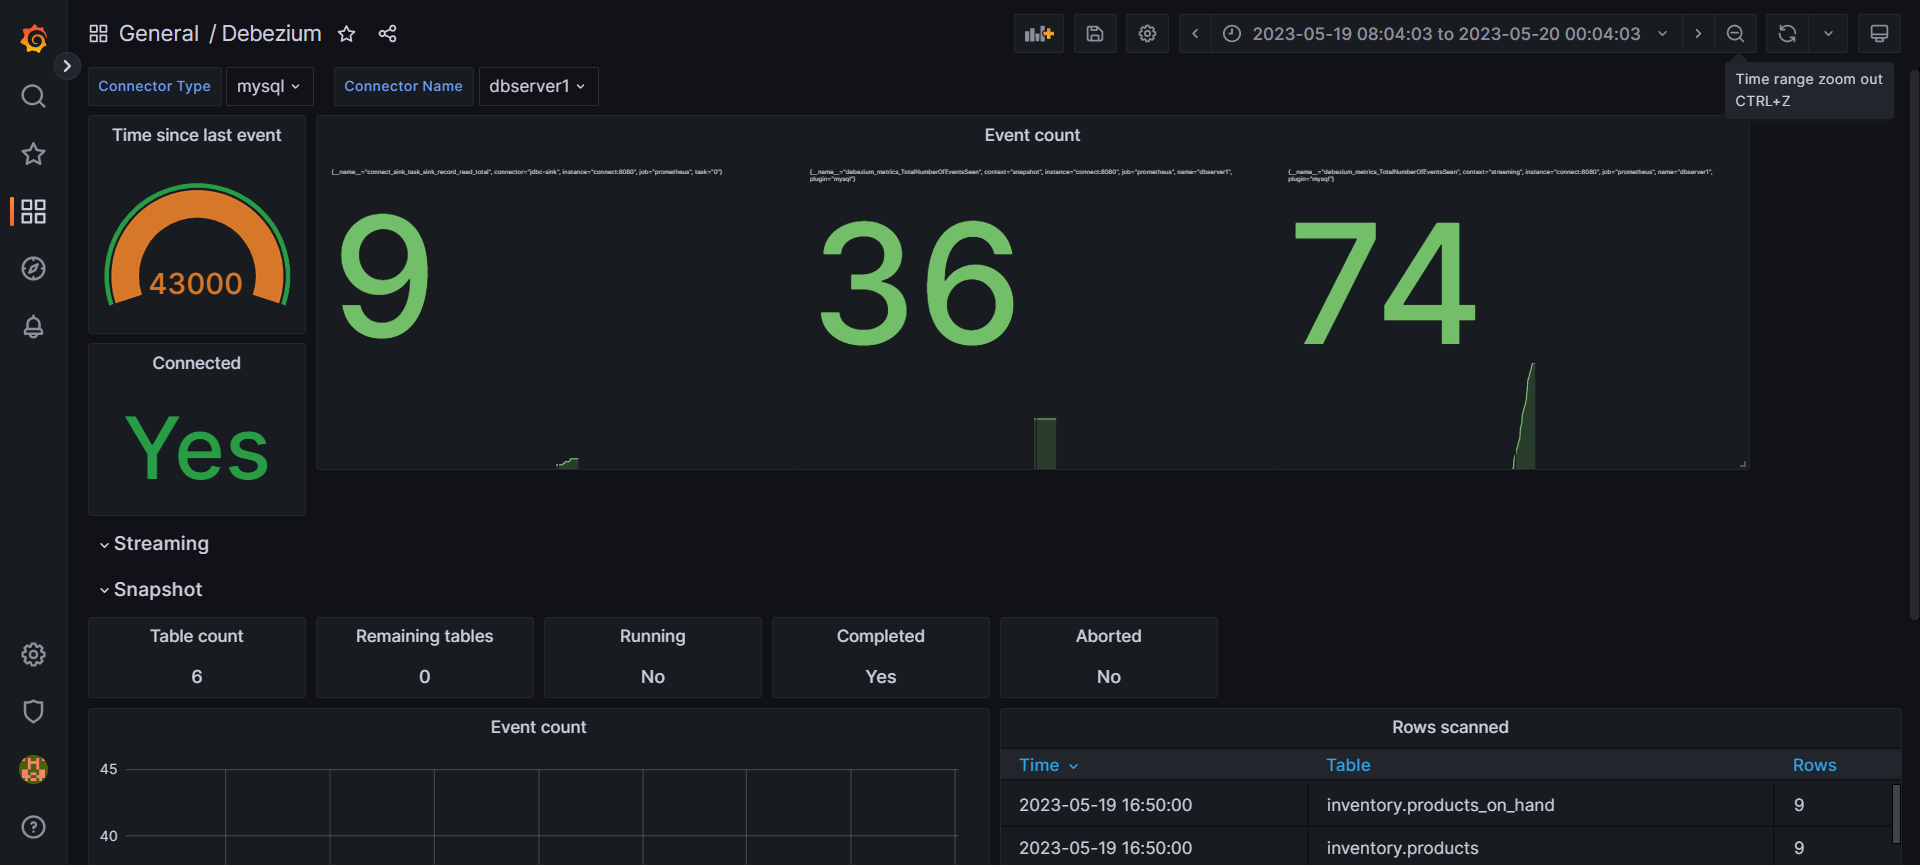 General / Debezium
2023-05-19 08:04:03 to 2023-05-20 00:04:03
Time range zoom out
CTRL+Z
Connector Type mysql Connector Name dbserver1
Time since last event
43000
Connected
Yes
Event count
{__name__="connect_sink_task_sink_record_read_total", connector="jdbc-sink", instance="connect:8080", job="prometheus", task="0"}
9
{__name__="debezium_metrics_TotalNumberOfEventsSeen", context="snapshot", instance="connect:8080", job="prometheus", name="dbserver1",
plugin="mysql"}
36
{__name__="debezium_metrics_TotalNumberOfEventsSeen", context="streaming", instance="connect:8080", job="prometheus", name="dbserver1",
plugin="mysql"}
74
Streaming
Snapshot
Table count
6
Remaining tables
0
Running
No
Completed
Yes
Aborted
No
Event count
45
40
Rows scanned
Time Table Rows
2023-05-19 16:50:00 inventory.products_on_hand 9
2023-05-19 16:50:00 inventory.products 9